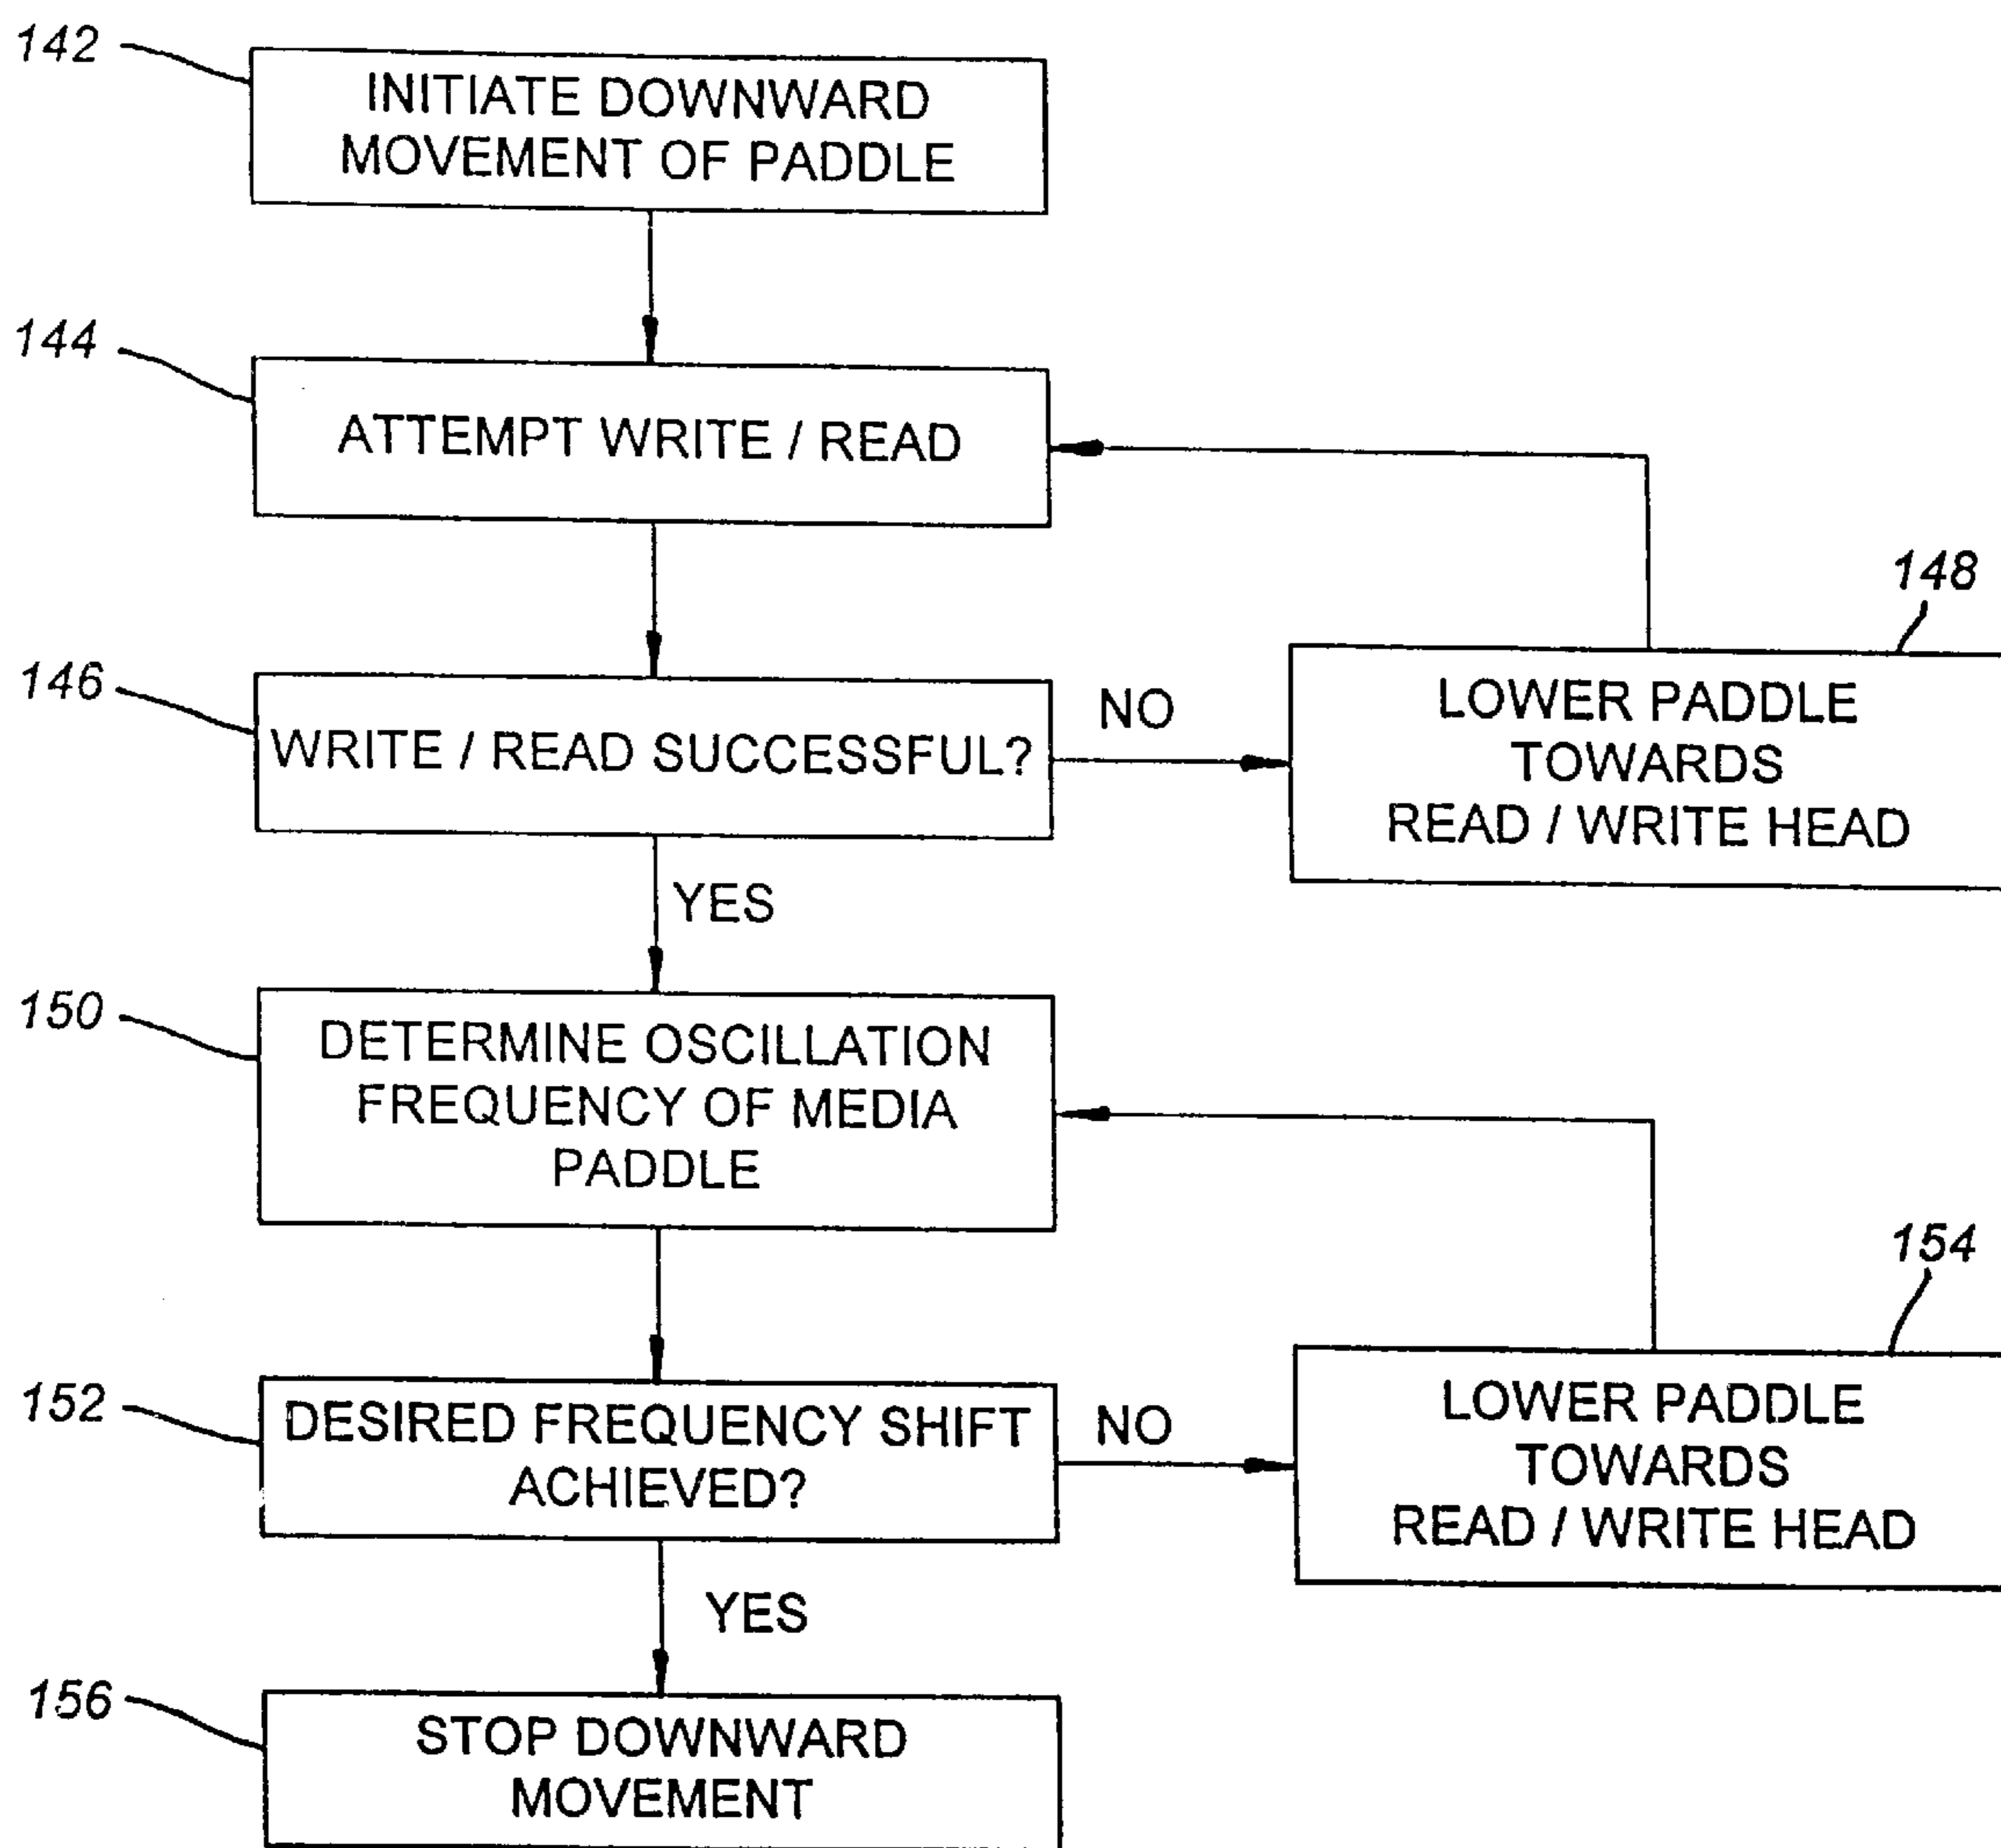 142
INITIATE DOWNWARD
MOVEMENT OF PADDLE
144
ATTEMPT WRITE / READ
146
WRITE / READ SUCCESSFUL?
NO
148
LOWER PADDLE
TOWARDS
READ / WRITE HEAD
YES
150
DETERMINE OSCILLATION
FREQUENCY OF MEDIA
PADDLE
152
DESIRED FREQUENCY SHIFT
ACHIEVED?
NO
154
LOWER PADDLE
TOWARDS
READ / WRITE HEAD
YES
156
STOP DOWNWARD
MOVEMENT